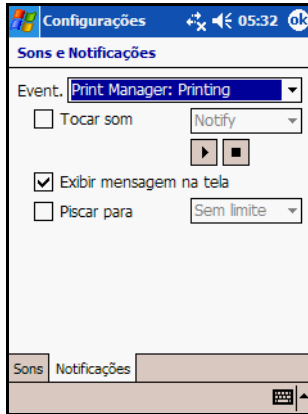 Configurações 05:32 ok
Sons e Notificações
Event. Print Manager: Printing
Tocar som Notify
Exibir mensagem na tela
Piscar para Sem limite
Sons Notificações